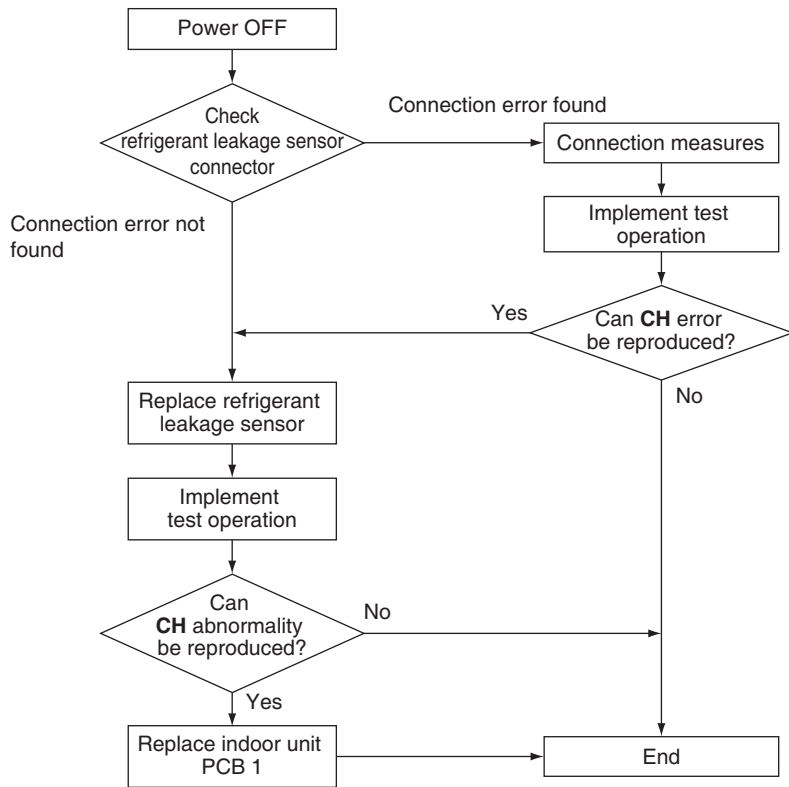 Power OFF
Check
refrigerant leakage sensor
connector
Connection error found
Connection measures
Connection error not
found
Implement test
operation
Yes
Can CH error
be reproduced?
No
Replace refrigerant
leakage sensor
Implement
test operation
Can
CH abnormality
be reproduced?
No
Yes
Replace indoor unit
PCB 1
End